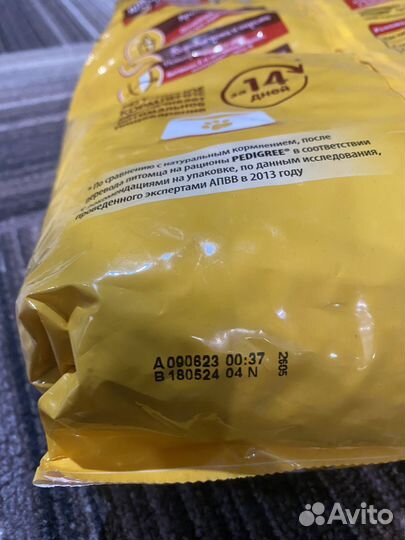 за 14 ДНЕЙ
* По сравнению с натуральным кормлением, после
перевода питомца на рационы PEDIGREE® в соответствии
с рекомендациями на упаковке, по данным исследования,
проведенного экспертами АПВВ в 2013 году
A 090623 00:37
B 180524 04 N
2605
Avito